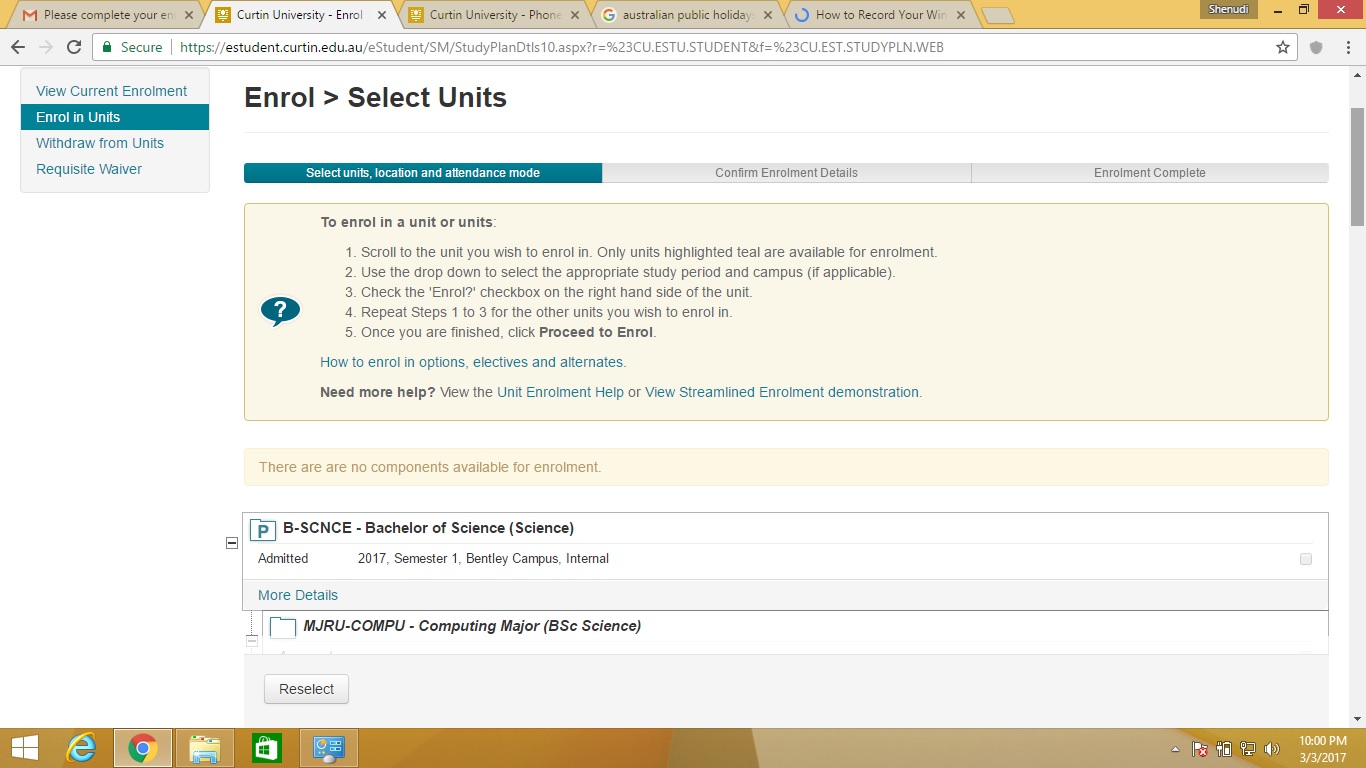 Please complete your en
Curtin University - Enrol
Curtin University - Phone
australian public holiday
How to Record Your Win
Shenudi
Secure
https://estudent.curtin.edu.au/eStudent/SM/StudyPlanDtls10.aspx?r=%23CU.ESTU.STUDENT&f=%23CU.EST.STUDYPLN.WEB
View Current Enrolment
Enrol in Units
Withdraw from Units
Requisite Waiver
Enrol > Select Units
Select units, location and attendance mode
Confirm Enrolment Details
Enrolment Complete
To enrol in a unit or units:
1. Scroll to the unit you wish to enrol in. Only units highlighted teal are available for enrolment.
2. Use the drop down to select the appropriate study period and campus (if applicable).
3. Check the 'Enrol?' checkbox on the right hand side of the unit.
4. Repeat Steps 1 to 3 for the other units you wish to enrol in.
5. Once you are finished, click Proceed to Enrol.
?
How to enrol in options, electives and alternates.
Need more help? View the Unit Enrolment Help or View Streamlined Enrolment demonstration.
There are are no components available for enrolment.
P B-SCNCE - Bachelor of Science (Science)
Admitted 2017, Semester 1, Bentley Campus, Internal
More Details
MJRU-COMPU - Computing Major (BSc Science)
Reselect
10:00 PM
3/3/2017